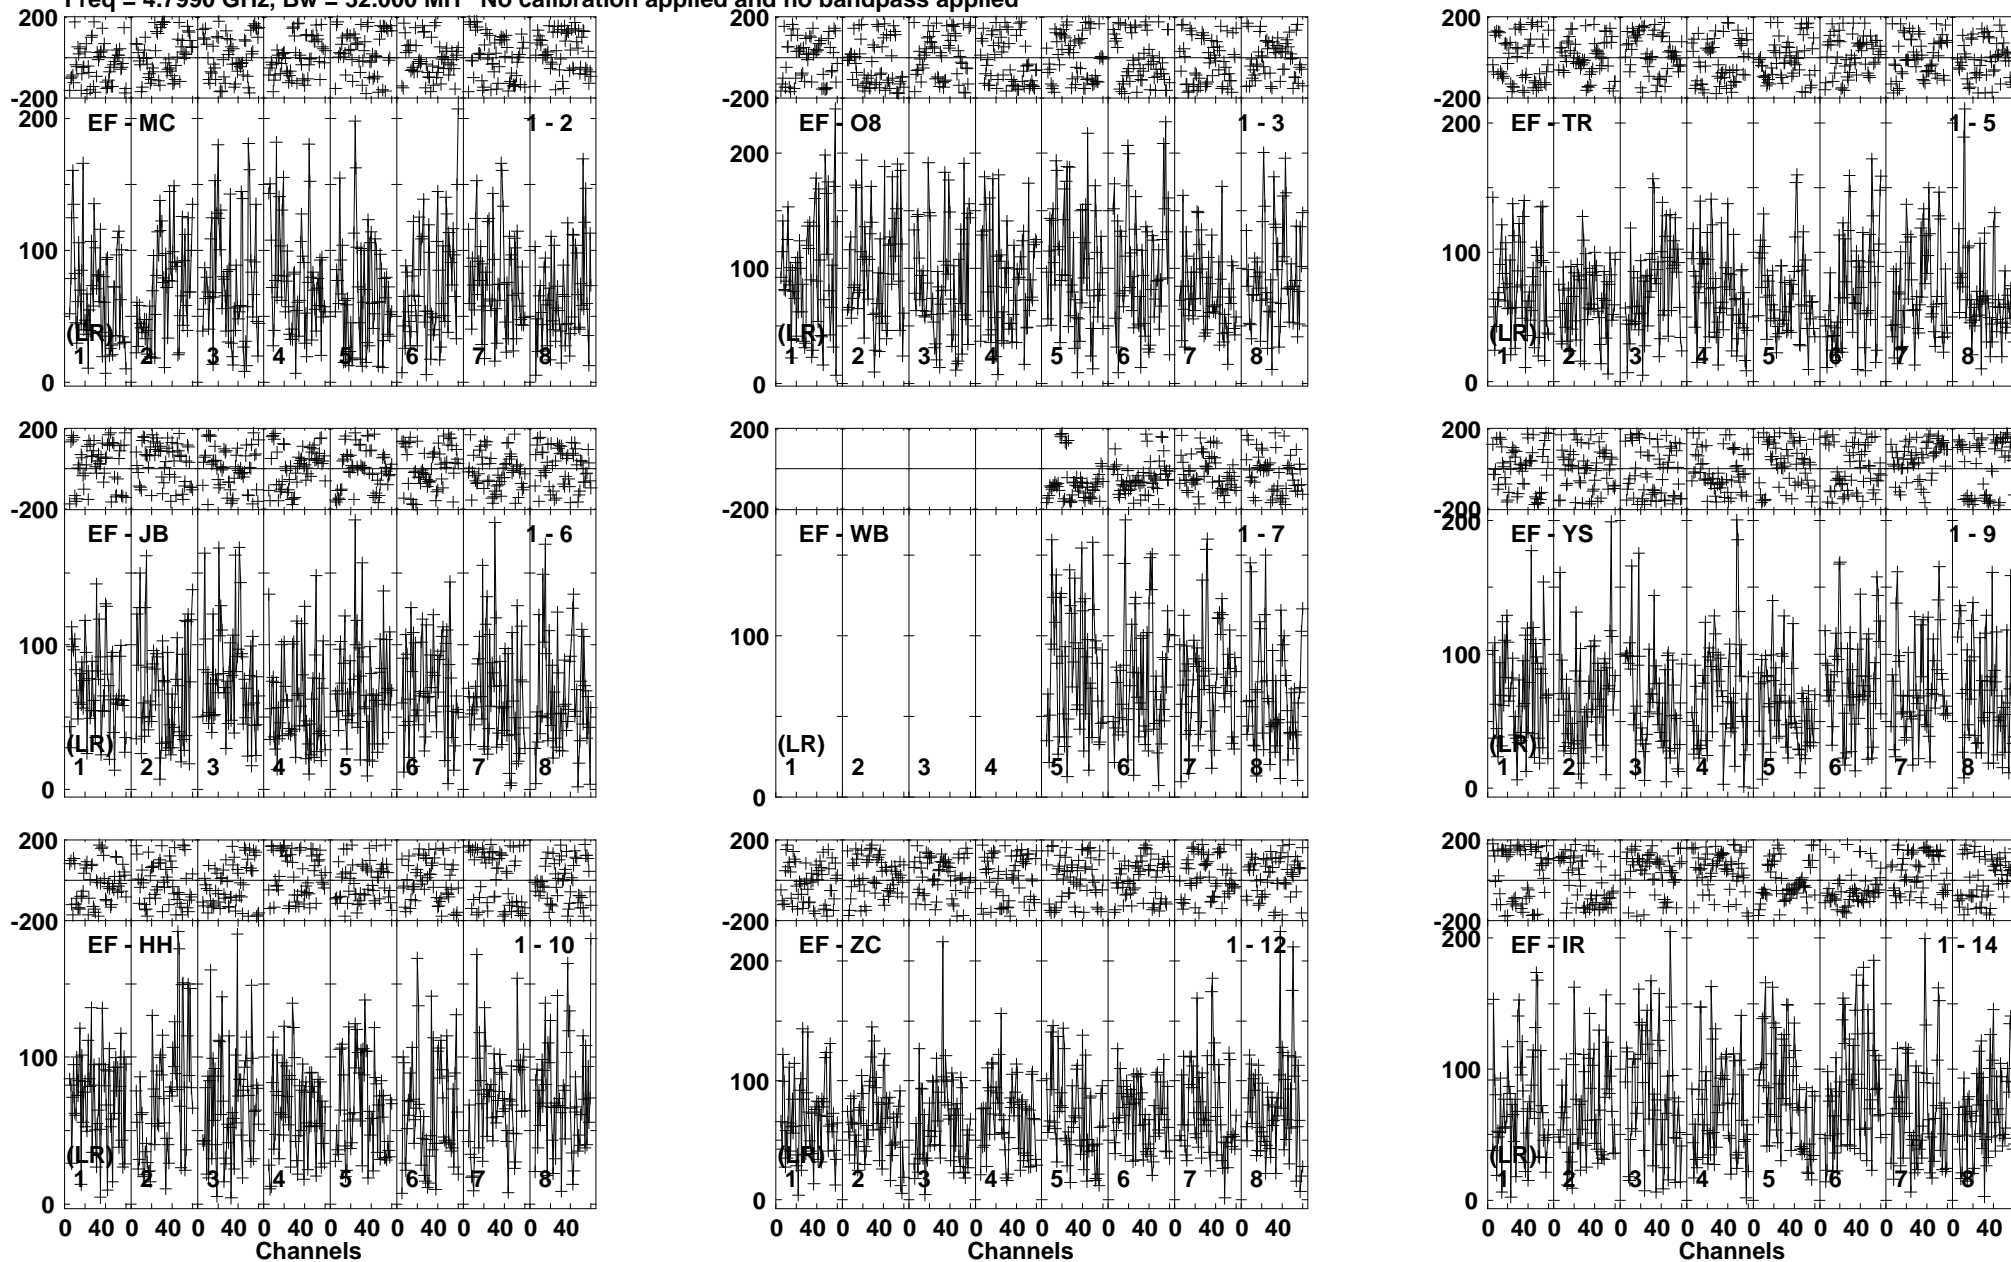 Freq = 4.7990 GHz, Bw = 32.000 MH No calibration applied and no bandpass applied
200 200 200
-200 -200 -200
200 EF - MC 1 - 2 EF - O8 1 - 3 200 EF - TR 1 - 5
200
100 100 100
(LR) (LR) (LR)
1 2 3 4 5 6 7 8 1 2 3 4 5 6 7 8 1 2 3 4 5 6 7 8
0 0 0
200 200 200
-200 -200 -200
EF - JB 1 - 6 EF - WB 1 - 7 200 EF - YS 1 - 9
100 100 100
(LR) (LR) (LR)
1 2 3 4 5 6 7 8 1 2 3 4 5 6 7 8 1 2 3 4 5 6 7 8
0 0 0
200 200 200
-200 -200 -200
EF - HH 1 - 10 200 EF - ZC 1 - 12 200 EF - IR 1 - 14
100 100 100
(LR) (LR) (LR)
1 2 3 4 5 6 7 8 1 2 3 4 5 6 7 8 1 2 3 4 5 6 7 8
0 0 0
0 40 0 40 0 40 0 40 0 40 0 40 0 40 0 40 0 40 0 40 0 40 0 40 0 40 0 40 0 40 0 40 0 40 0 40 0 40 0 40 0 40 0 40 0 40 0 40
Channels Channels Channels